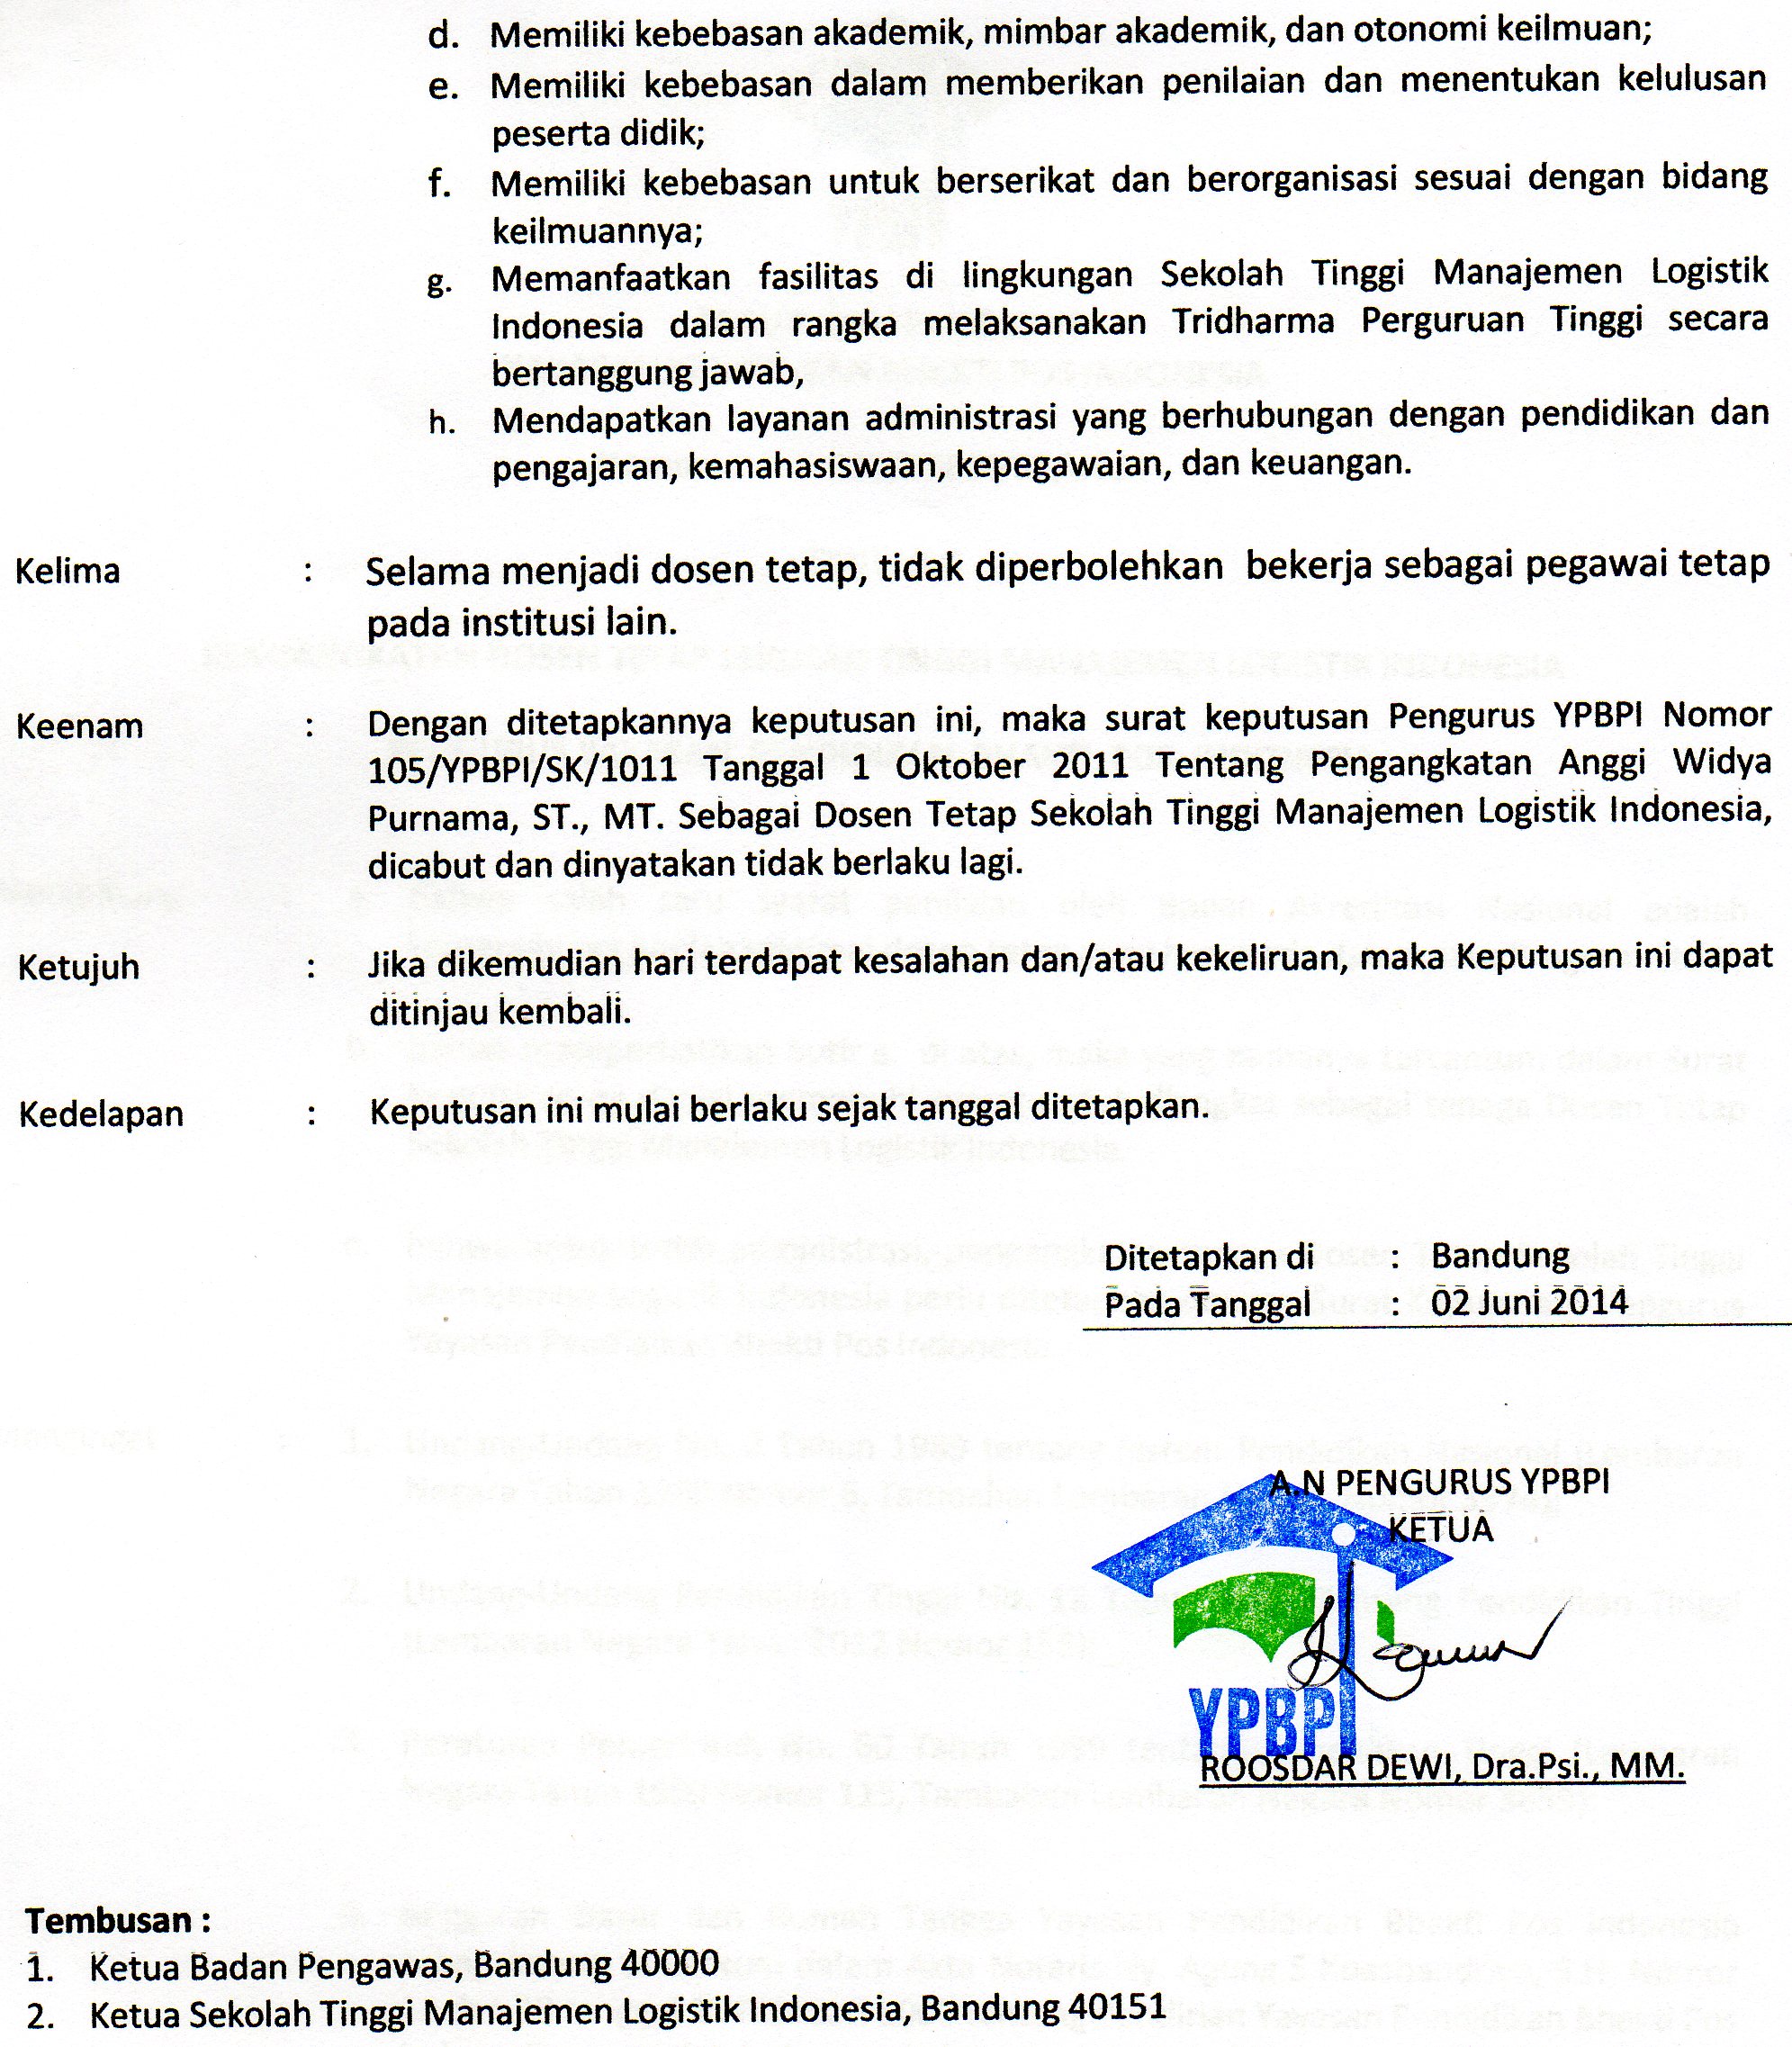 d. Memiliki kebebasan akademik, mimbar akademik, dan otonomi keilmuan;
e. Memiliki kebebasan dalam memberikan penilaian dan menentukan kelulusan
peserta didik;
f. Memiliki kebebasan untuk berserikat dan berorganisasi sesuai dengan bidang
keilmuannya;
g. Memanfaatkan fasilitas di lingkungan Sekolah Tinggi Manajemen Logistik
Indonesia dalam rangka melaksanakan Tridharma Perguruan Tinggi secara
bertanggung jawab,
h. Mendapatkan layanan administrasi yang berhubungan dengan pendidikan dan
pengajaran, kemahasiswaan, kepegawaian, dan keuangan.
Kelima : Selama menjadi dosen tetap, tidak diperbolehkan bekerja sebagai pegawai tetap
pada institusi lain.
Keenam : Dengan ditetapkannya keputusan ini, maka surat keputusan Pengurus YPBPI Nomor
105/YPBPI/SK/1011 Tanggal 1 Oktober 2011 Tentang Pengangkatan Anggi Widya
Purnama, ST., MT. Sebagai Dosen Tetap Sekolah Tinggi Manajemen Logistik Indonesia,
dicabut dan dinyatakan tidak berlaku lagi.
Ketujuh : Jika dikemudian hari terdapat kesalahan dan/atau kekeliruan, maka Keputusan ini dapat
ditinjau kembali.
Kedelapan : Keputusan ini mulai berlaku sejak tanggal ditetapkan.
Ditetapkan di : Bandung
Pada Tanggal : 02 Juni 2014
A.N PENGURUS YPBPI
KETUA
YPBPI
ROOSDAR DEWI, Dra.Psi., MM.
Tembusan :
1. Ketua Badan Pengawas, Bandung 40000
2. Ketua Sekolah Tinggi Manajemen Logistik Indonesia, Bandung 40151